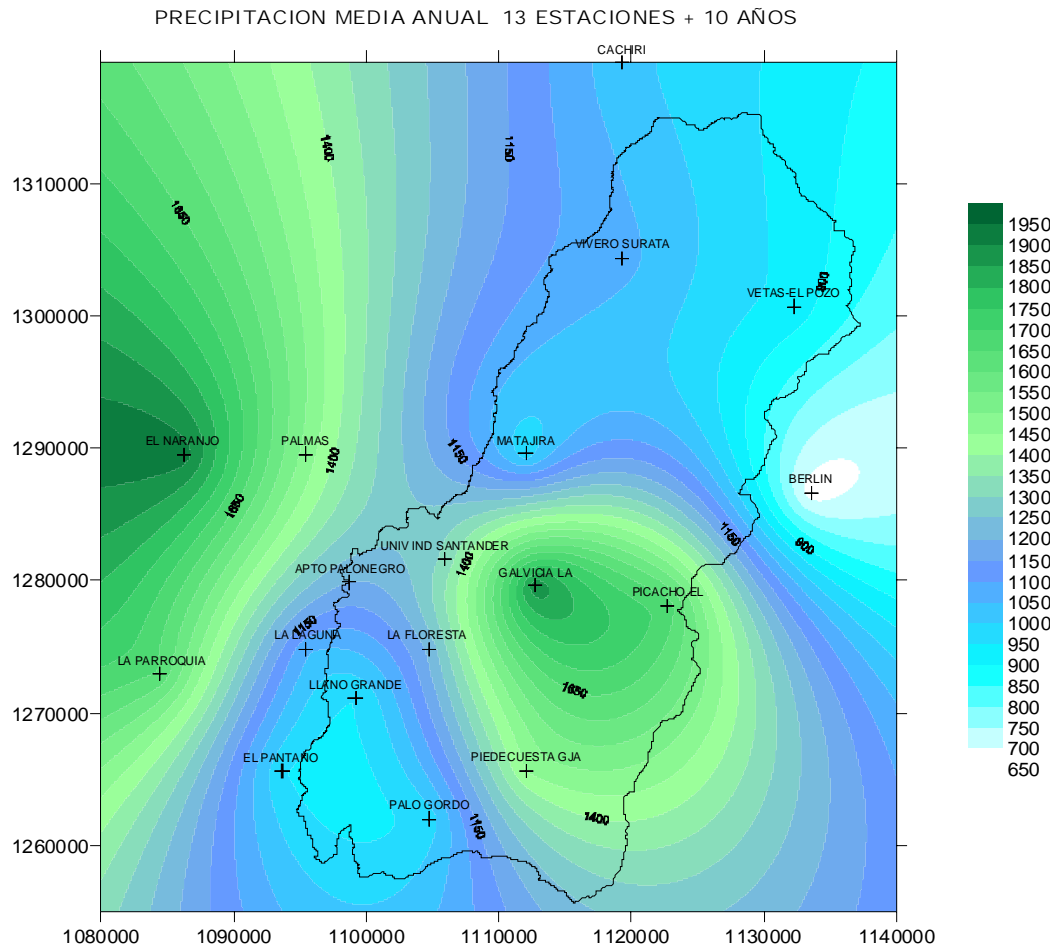 PRECIPITACION MEDIA ANUAL 13 ESTACIONES + 10 AÑOS
CACHIRI
1400
1150
1310000
1650
VIVERO SURATA
VETAS-EL POZO
900
1300000
1290000
EL NARANJO
PALMAS
1400
1150
MATAJIRA
BERLIN
1650
1150
900
UNIV IND SANTANDER
1400
1280000
APTO PALONEGRO
GALVICIA LA
PICACHO EL
1150
LA LAGUNA
LA FLORESTA
LA PARROQUIA
LLANO GRANDE
1650
1270000
EL PANTANO
PIEDECUESTA GJA
PALO GORDO
1150
1400
1260000
1080000 1090000 1100000 1110000 1120000 1130000 1140000
1950
1900
1850
1800
1750
1700
1650
1600
1550
1500
1450
1400
1350
1300
1250
1200
1150
1100
1050
1000
950
900
850
800
750
700
650